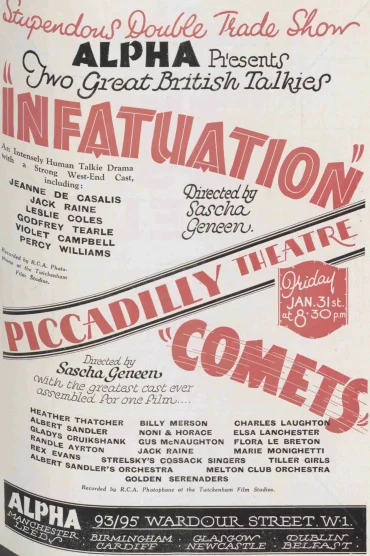 Stupendous Double Trade Show
ALPHA Presents
Two Great British Talkies
"INFATUATION"
An Intensely Human Talkie Drama
with a Strong West-End Cast,
including:
JEANNE DE CASALIS
JACK RAINE
LESLIE COLES
GODFREY TEARLE
VIOLET CAMPBELL
PERCY WILLIAMS
Recorded by R.C.A. Photo-
phone at the Twickenham
Film Studios.
Directed by
Sascha
Geneen.
PICCADILLY THEATRE
Friday
JAN. 31st.
at 8·30 pm
"COMETS"
Directed by
Sascha Geneen
with the greatest cast ever
assembled for one film....
HEATHER THATCHER BILLY MERSON CHARLES LAUGHTON
ALBERT SANDLER NONI & HORACE ELSA LANCHESTER
GLADYS CRUIKSHANK GUS McNAUGHTON FLORA LE BRETON
RANDLE AYRTON JACK RAINE MARIE MONIGHETTI
REX EVANS STRELSKY'S COSSACK SINGERS TILLER GIRLS
ALBERT SANDLER'S ORCHESTRA MELTON CLUB ORCHESTRA
GOLDEN SERENADERS
Recorded by R.C.A. Photophone at the Twickenham Film Studios.
ALPHA
MANCHESTER
LEEDS
93/95 WARDOUR STREET. W·1.
BIRMINGHAM GLASGOW DUBLIN
CARDIFF NEWCASTLE BELFAST.